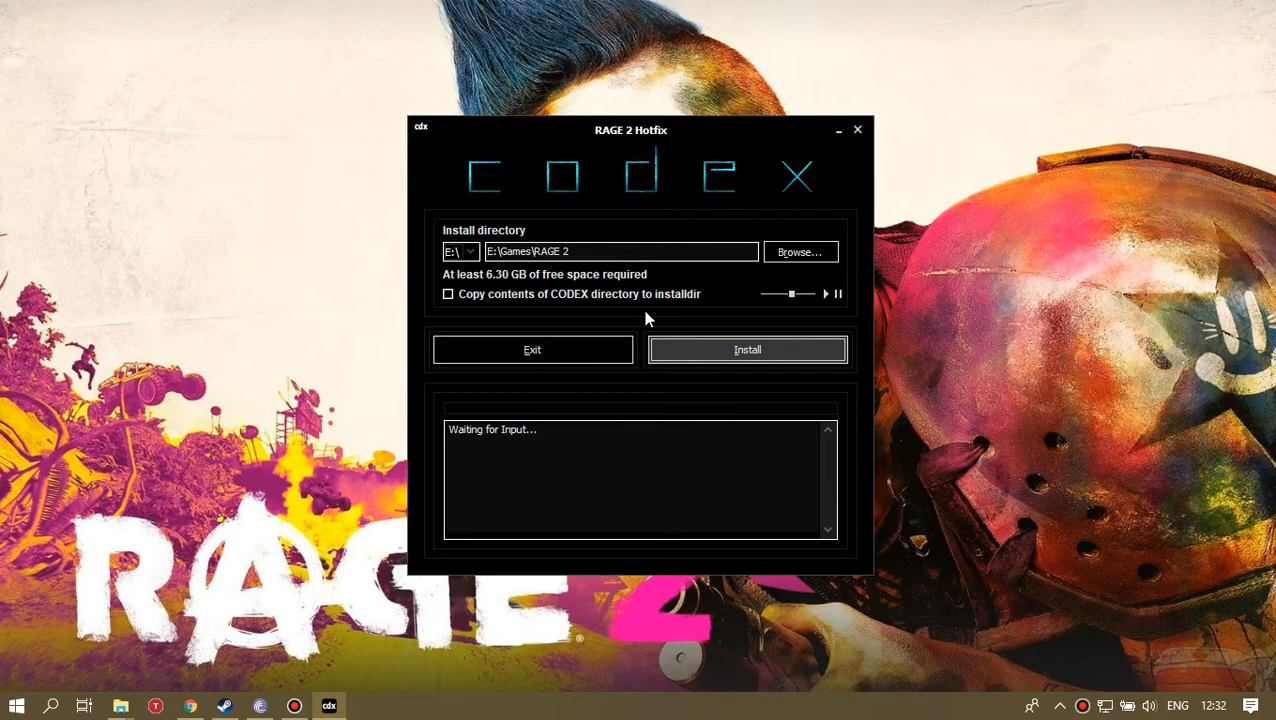 cdx
RAGE 2 Hotfix
codex
Install directory
E:\
E:\Games\RAGE 2
Browse...
At least 6.30 GB of free space required
Copy contents of CODEX directory to installdir
Exit
Install
Waiting for Input...
RAGE 2
®
T
cdx
ENG
12:32